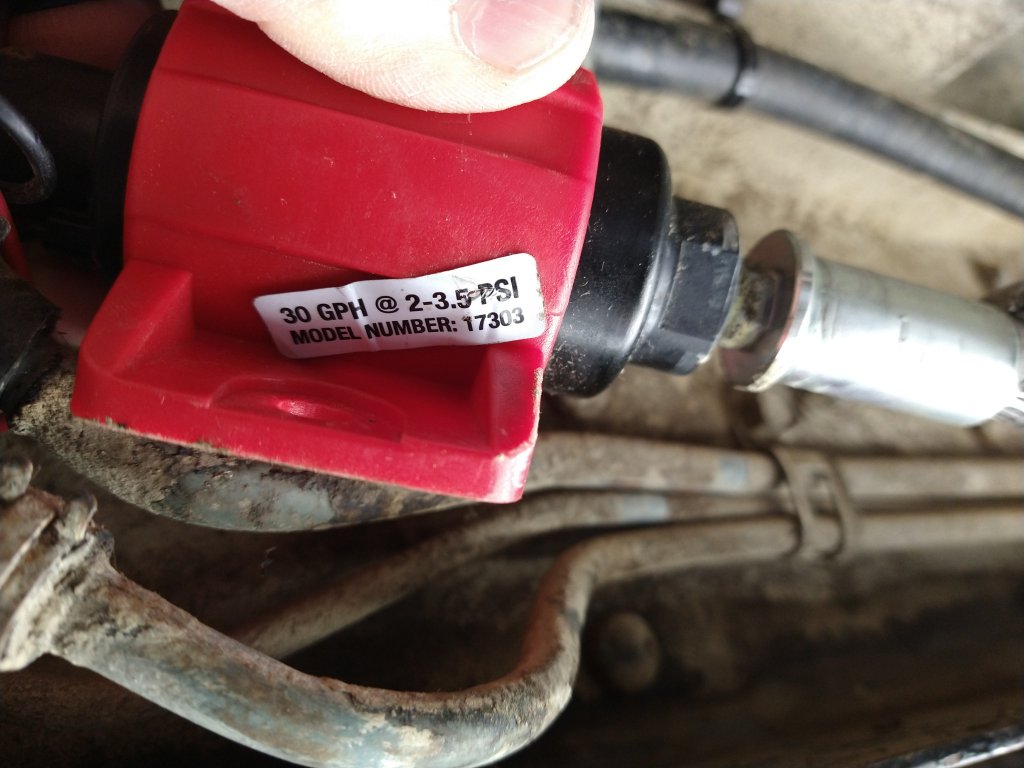 30 GPH @ 2-3.5 PSI
MODEL NUMBER: 17303